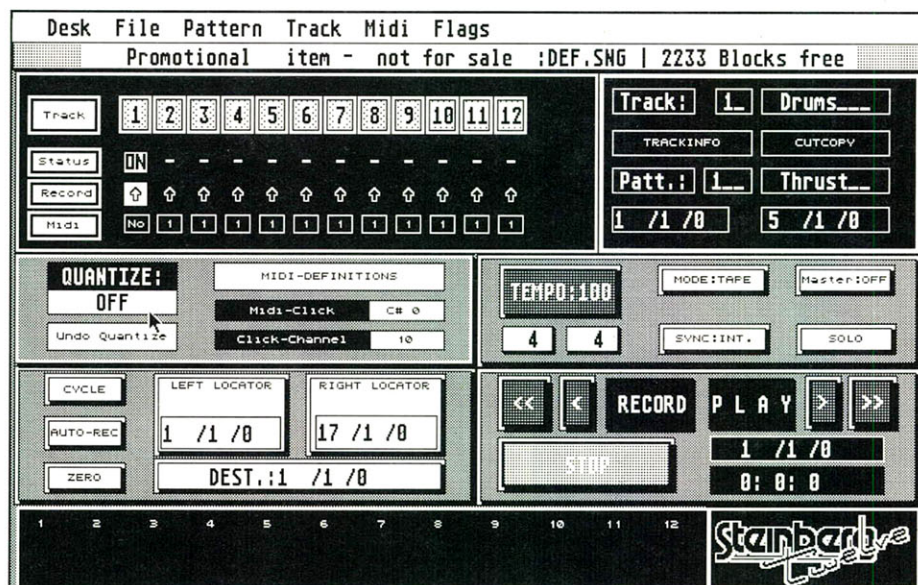 Desk File Pattern Track Midi Flags
Promotional item - not for sale :DEF.SNG | 2233 Blocks free
Track 1 2 3 4 5 6 7 8 9 10 11 12
Status ON - - - - - - - - - - -
Record
Midi No 1 1 1 1 1 1 1 1 1 1 1
Track: 1_ Drums___
TRACKINFO CUTCOPY
Patt.: 1__ Thrust__
1 /1 /0 5 /1 /0
QUANTIZE:
OFF
Undo Quantize
MIDI-DEFINITIONS
Midi-Click C# 0
Click-Channel 10
TEMPO:100 MODE:TAPE Master:OFF
4 4 SYNC:INT. SOLO
CYCLE LEFT LOCATOR RIGHT LOCATOR
AUTO-REC 1 /1 /0 17 /1 /0
ZERO DEST.:1 /1 /0
<< < RECORD PLAY > >>
STOP 1 /1 /0
0: 0: 0
1 2 3 4 5 6 7 8 9 10 11 12
Steinberg
Twelve